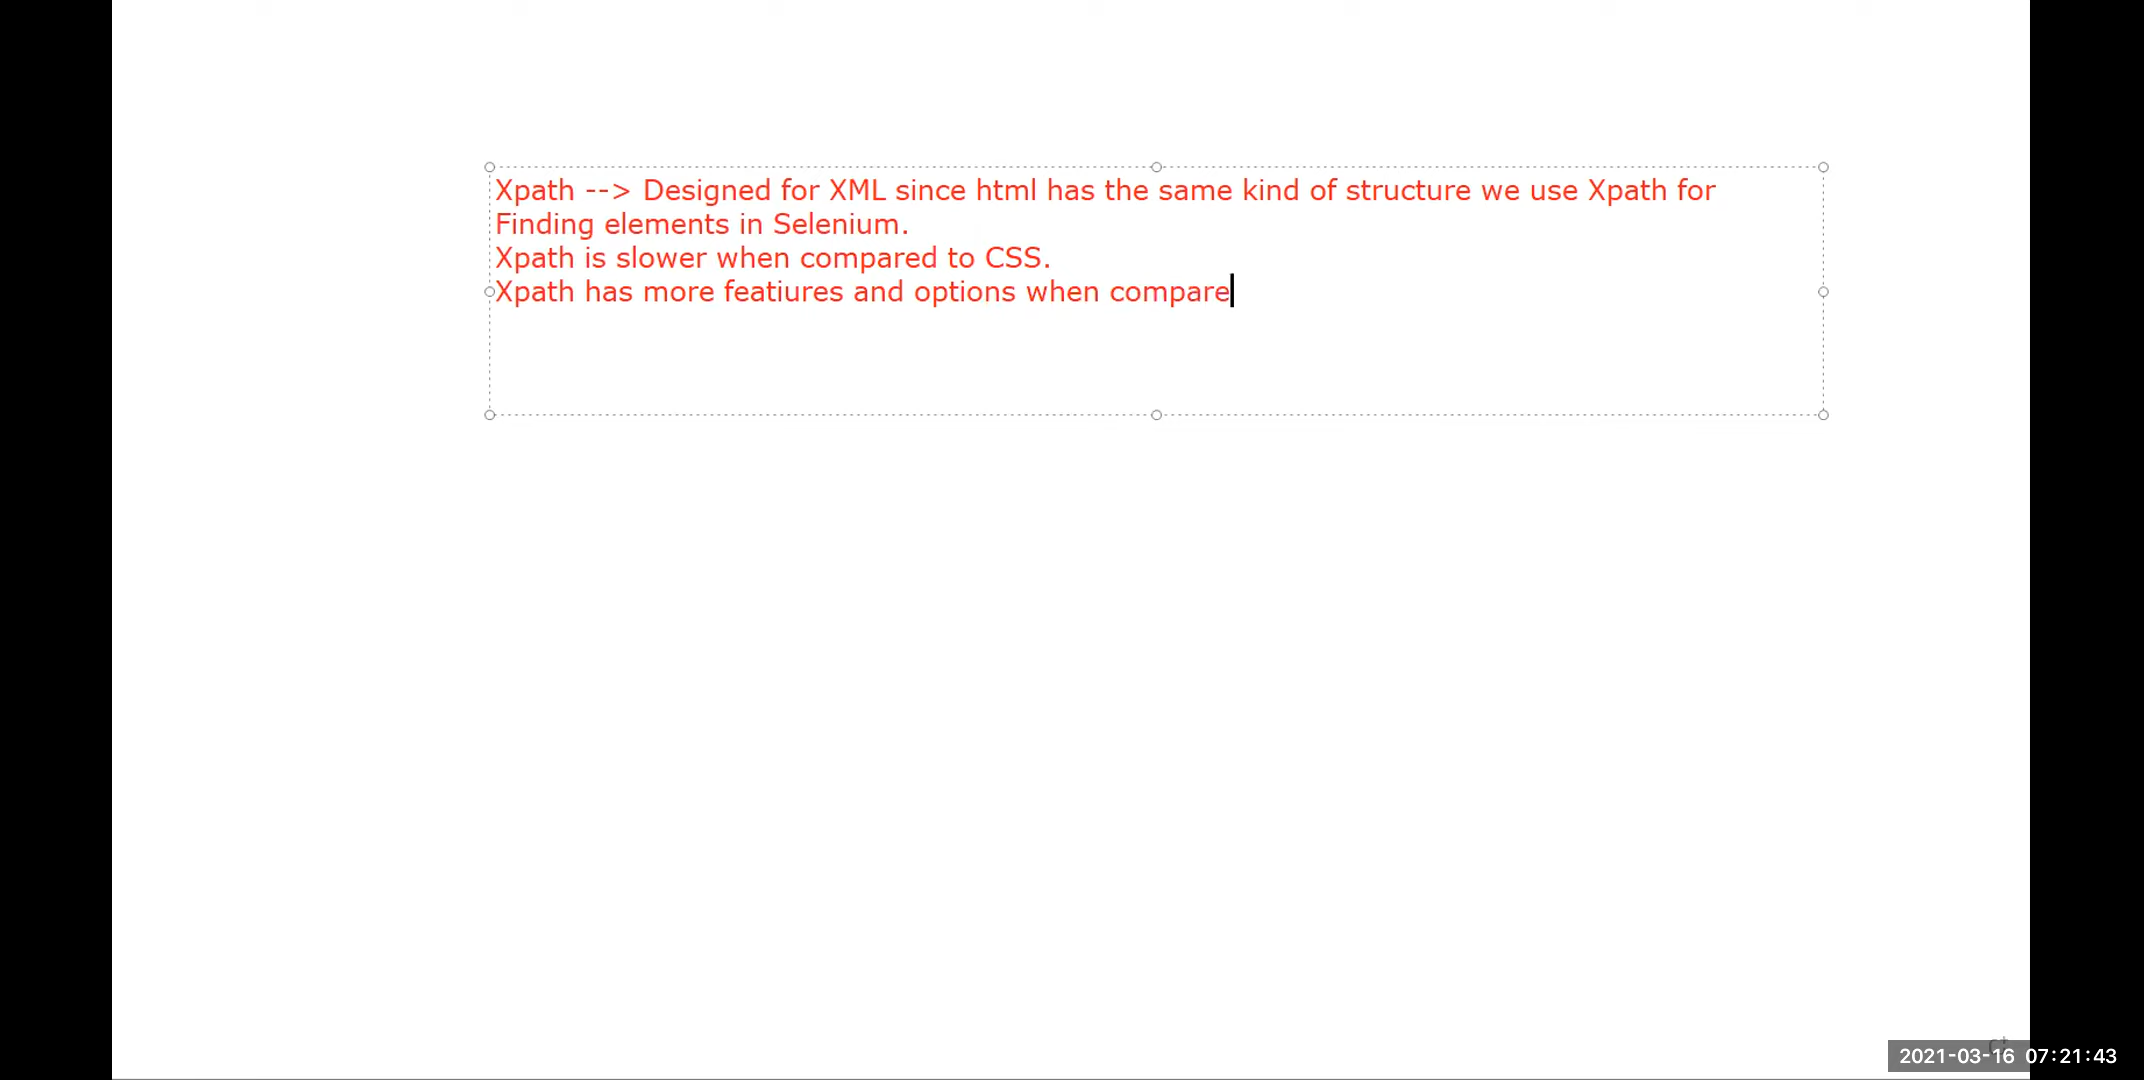 Xpath --> Designed for XML since html has the same kind of structure we use Xpath for
Finding elements in Selenium.
Xpath is slower when compared to CSS.
Xpath has more featiures and options when compare
2021-03-16 07:21:43